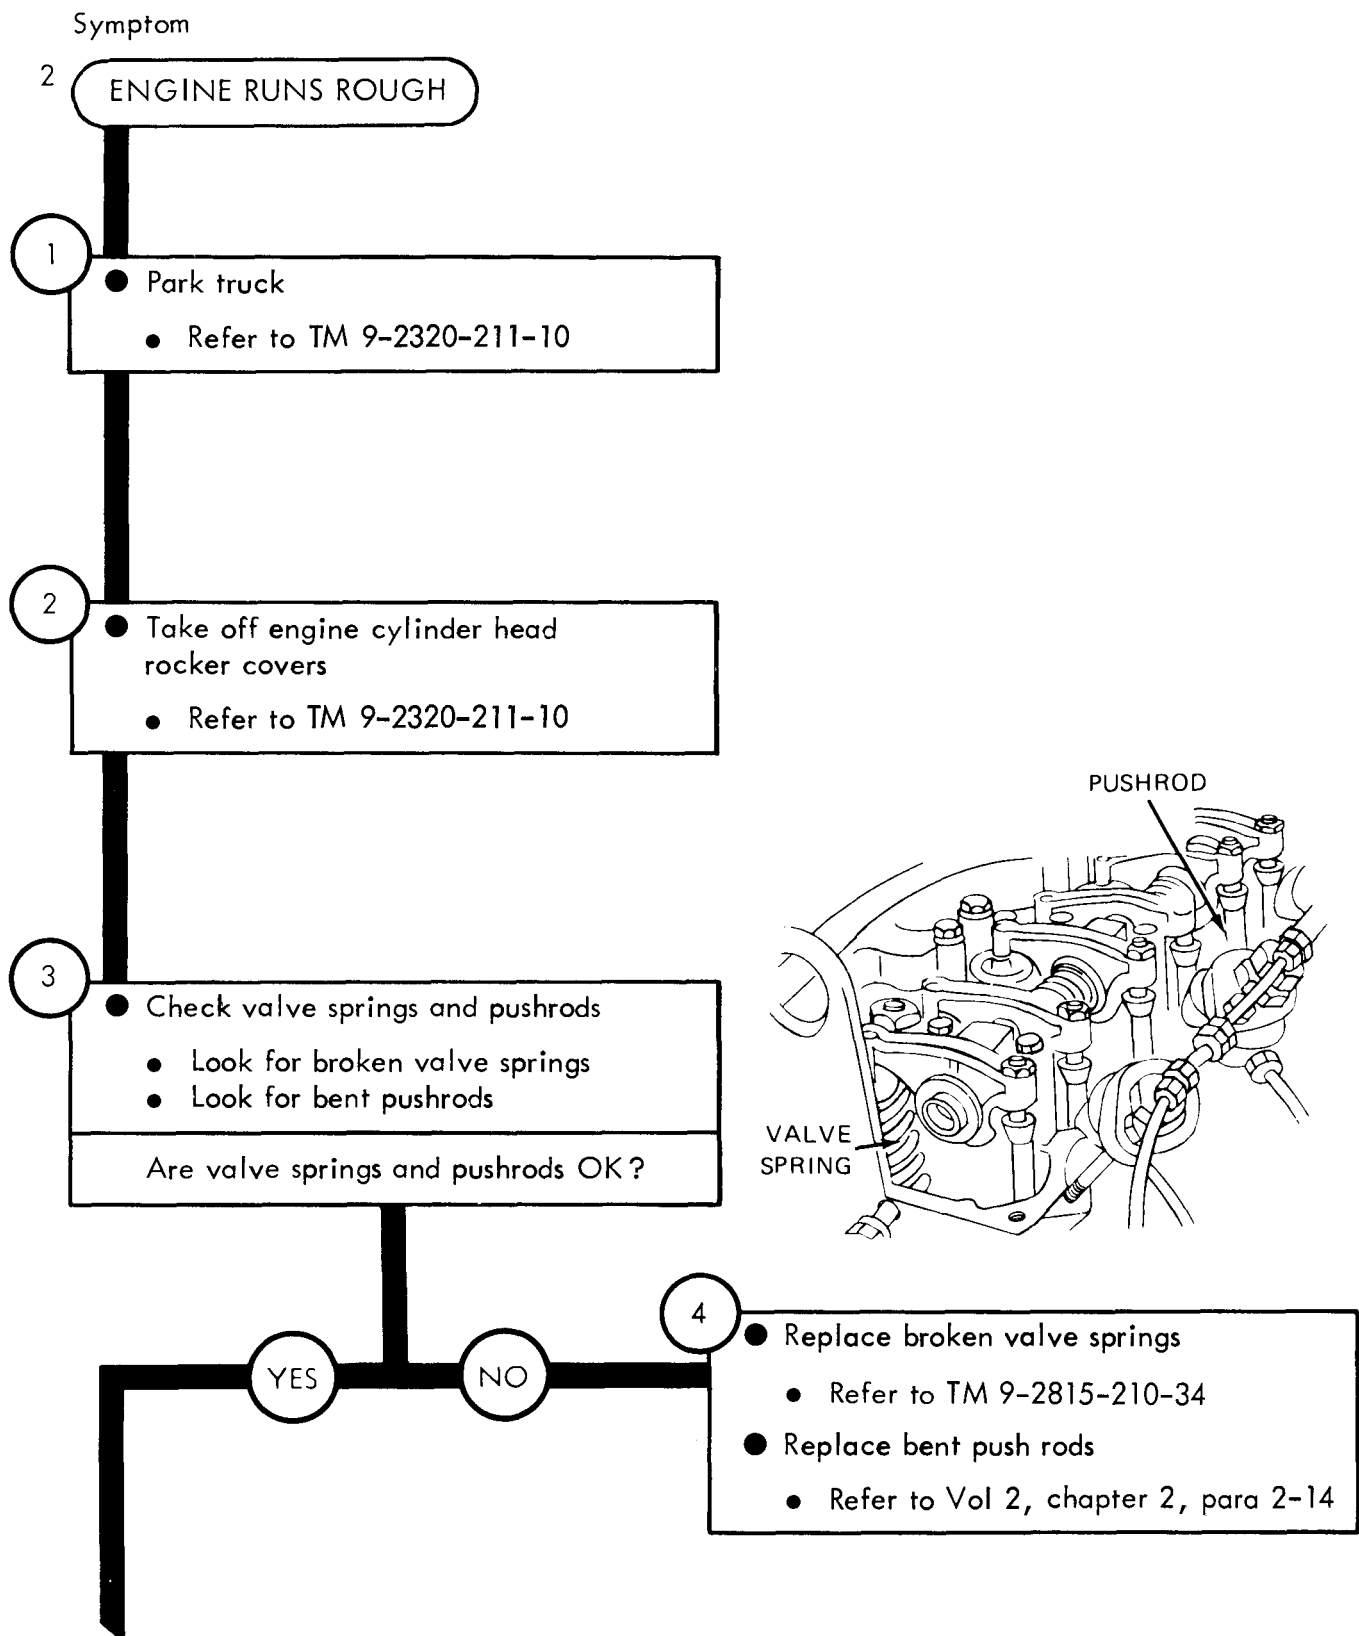 Symptom
2
ENGINE RUNS ROUGH
1
● Park truck
● Refer to TM 9-2320-211-10
2
● Take off engine cylinder head
rocker covers
● Refer to TM 9-2320-211-10
3
● Check valve springs and pushrods
● Look for broken valve springs
● Look for bent pushrods
Are valve springs and pushrods OK?
PUSHROD
VALVE
SPRING
YES
NO
4
● Replace broken valve springs
● Refer to TM 9-2815-210-34
● Replace bent push rods
● Refer to Vol 2, chapter 2, para 2-14